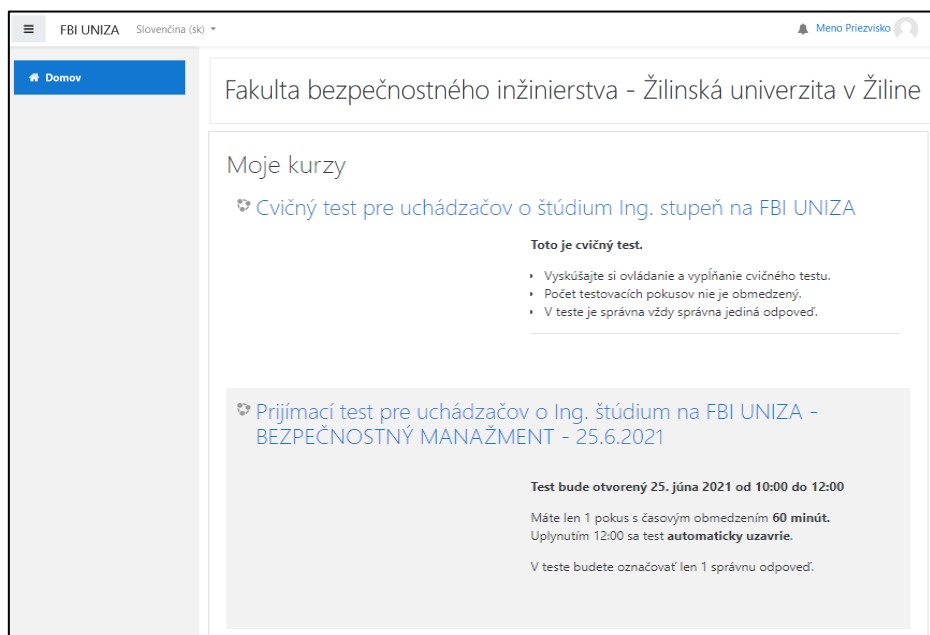 FBI UNIZA Slovenčina (sk) Meno Priezvisko
Domov
Fakulta bezpečnostného inžinierstva - Žilinská univerzita v Žiline
Moje kurzy
Cvičný test pre uchádzačov o štúdium Ing. stupeň na FBI UNIZA
Toto je cvičný test.
• Vyskúšajte si ovládanie a vypĺňanie cvičného testu.
• Počet testovacích pokusov nie je obmedzený.
• V teste je správna vždy správna jediná odpoveď.
Prijímací test pre uchádzačov o Ing. štúdium na FBI UNIZA -
BEZPEČNOSTNÝ MANAŽMENT - 25.6.2021
Test bude otvorený 25. júna 2021 od 10:00 do 12:00
Máte len 1 pokus s časovým obmedzením 60 minút.
Uplynutím 12:00 sa test automaticky uzavrie.
V teste budete označovať len 1 správnu odpoveď.